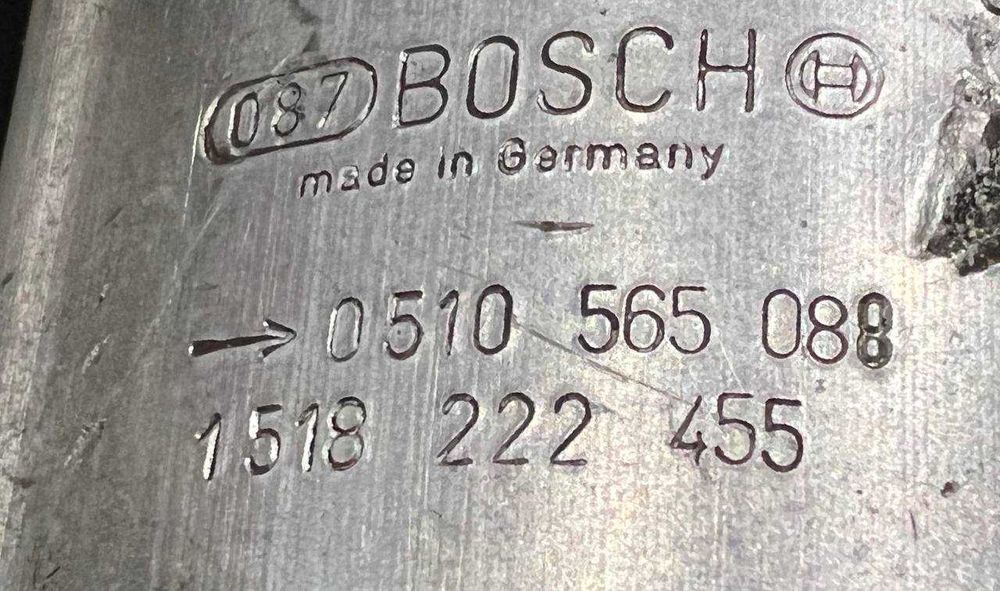 087 BOSCH
made in Germany
→ 0510 565 088
1518 222 455